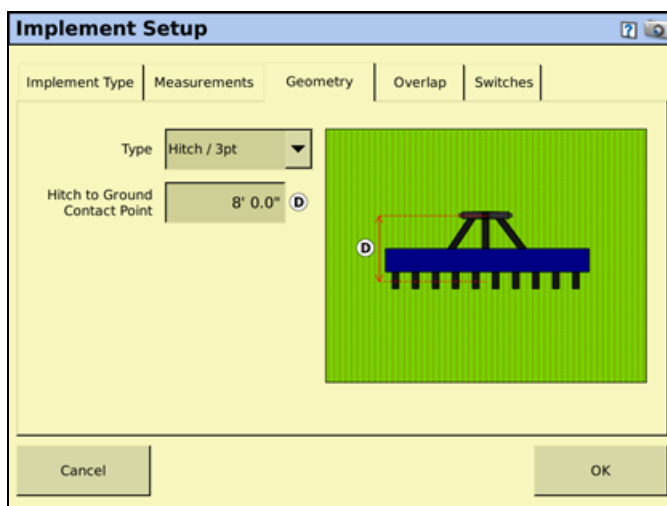 Implement Setup
?
Implement Type Measurements Geometry Overlap Switches
Type Hitch / 3pt
Hitch to Ground
Contact Point 8' 0.0" D
D
Cancel OK